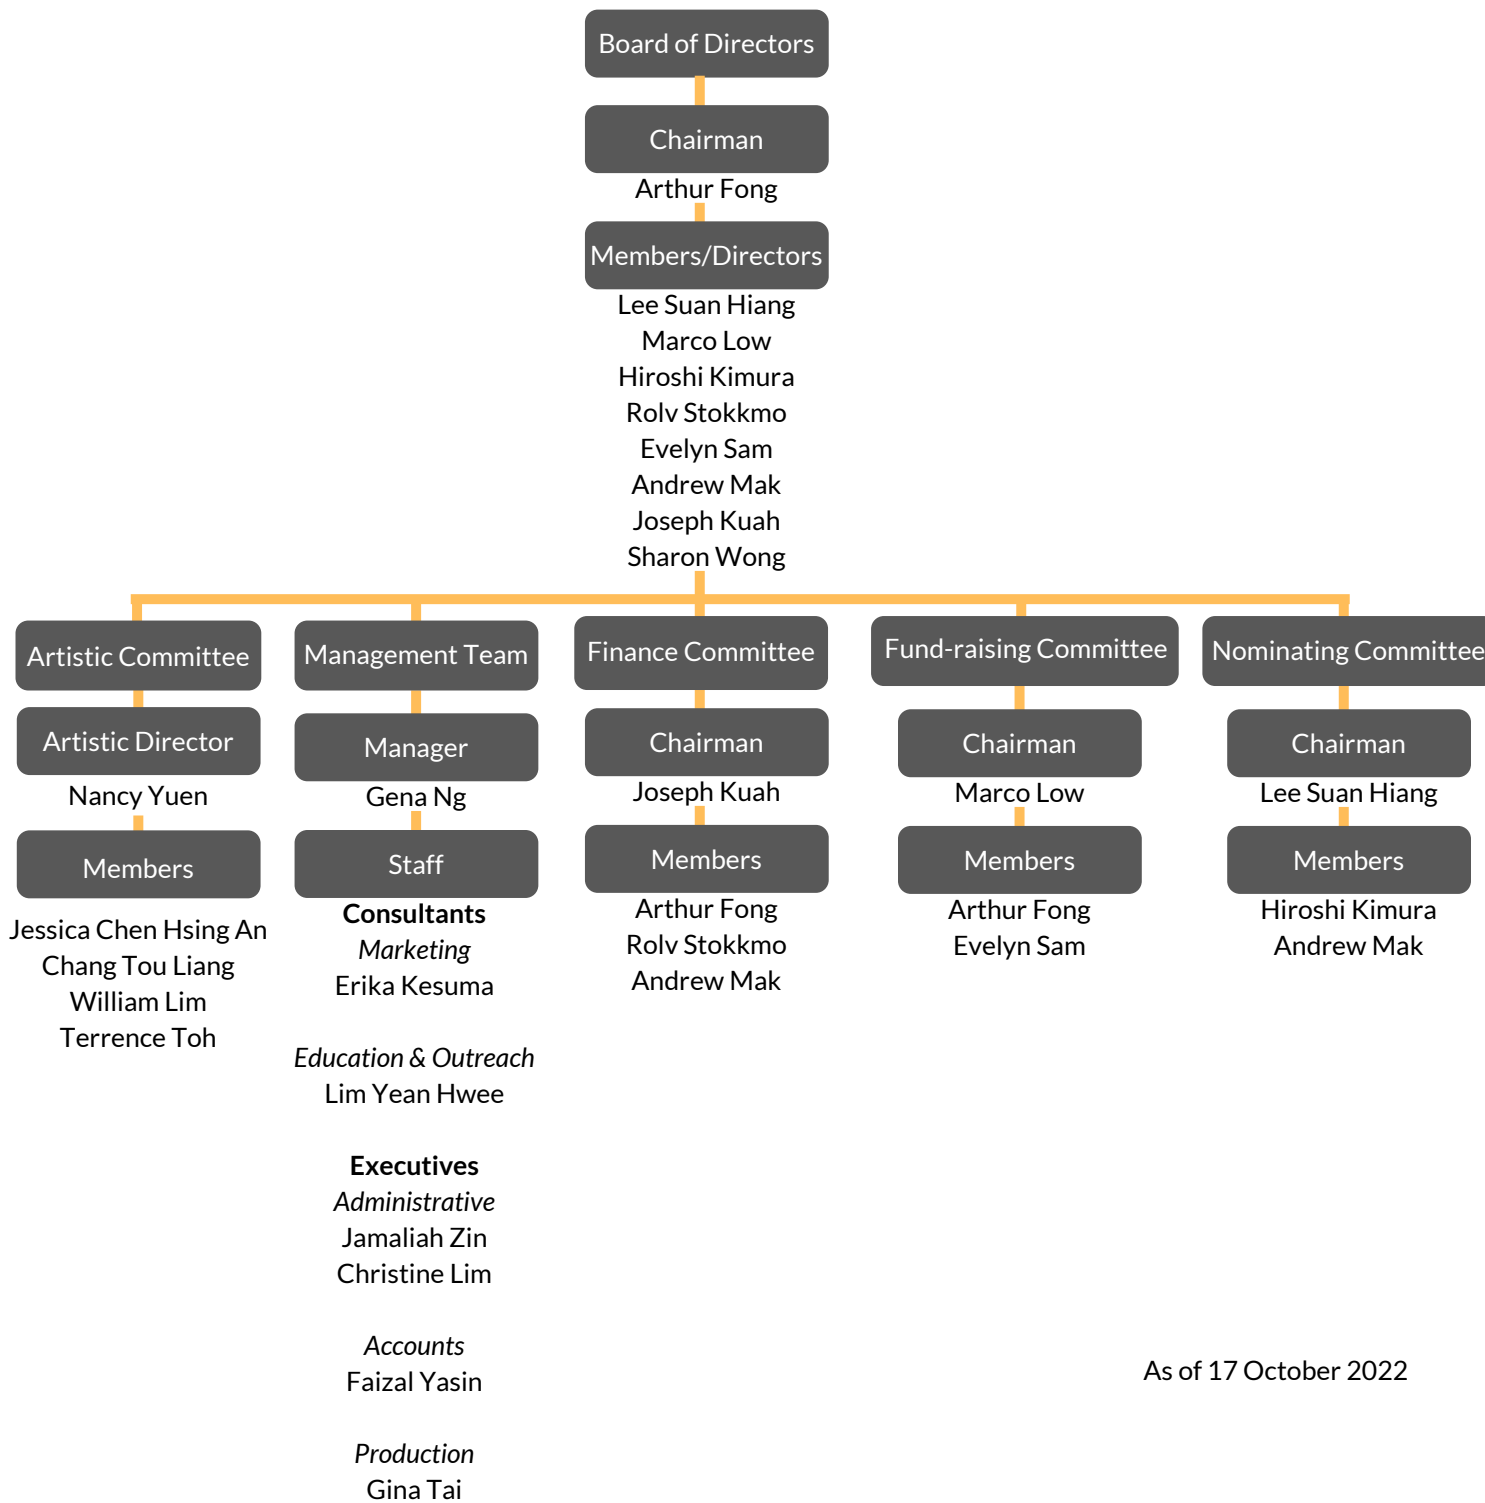 Board of Directors
Chairman
Arthur Fong
Members/Directors
Lee Suan Hiang
Marco Low
Hiroshi Kimura
Rolv Stokkmo
Evelyn Sam
Andrew Mak
Joseph Kuah
Sharon Wong
Artistic Committee
Artistic Director
Nancy Yuen
Members
Jessica Chen Hsing An
Chang Tou Liang
William Lim
Terrence Toh
Management Team
Manager
Gena Ng
Staff
Consultants
Marketing
Erika Kesuma
Education & Outreach
Lim Yean Hwee
Executives
Administrative
Jamaliah Zin
Christine Lim
Accounts
Faizal Yasin
Production
Gina Tai
Finance Committee
Chairman
Joseph Kuah
Members
Arthur Fong
Rolv Stokkmo
Andrew Mak
Fund-raising Committee
Chairman
Marco Low
Members
Arthur Fong
Evelyn Sam
Nominating Committee
Chairman
Lee Suan Hiang
Members
Hiroshi Kimura
Andrew Mak
As of 17 October 2022